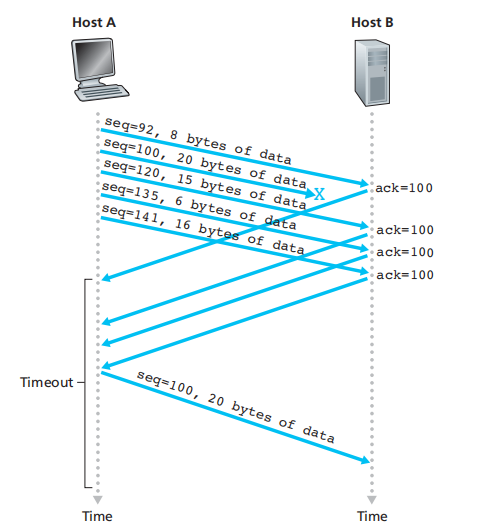 Host A
Host B
seq=92, 8 bytes of data
seq=100, 20 bytes of data
X
seq=120, 15 bytes of data
seq=135, 6 bytes of data
seq=141, 16 bytes of data
ack=100
ack=100
ack=100
ack=100
Timeout
seq=100, 20 bytes of data
Time
Time